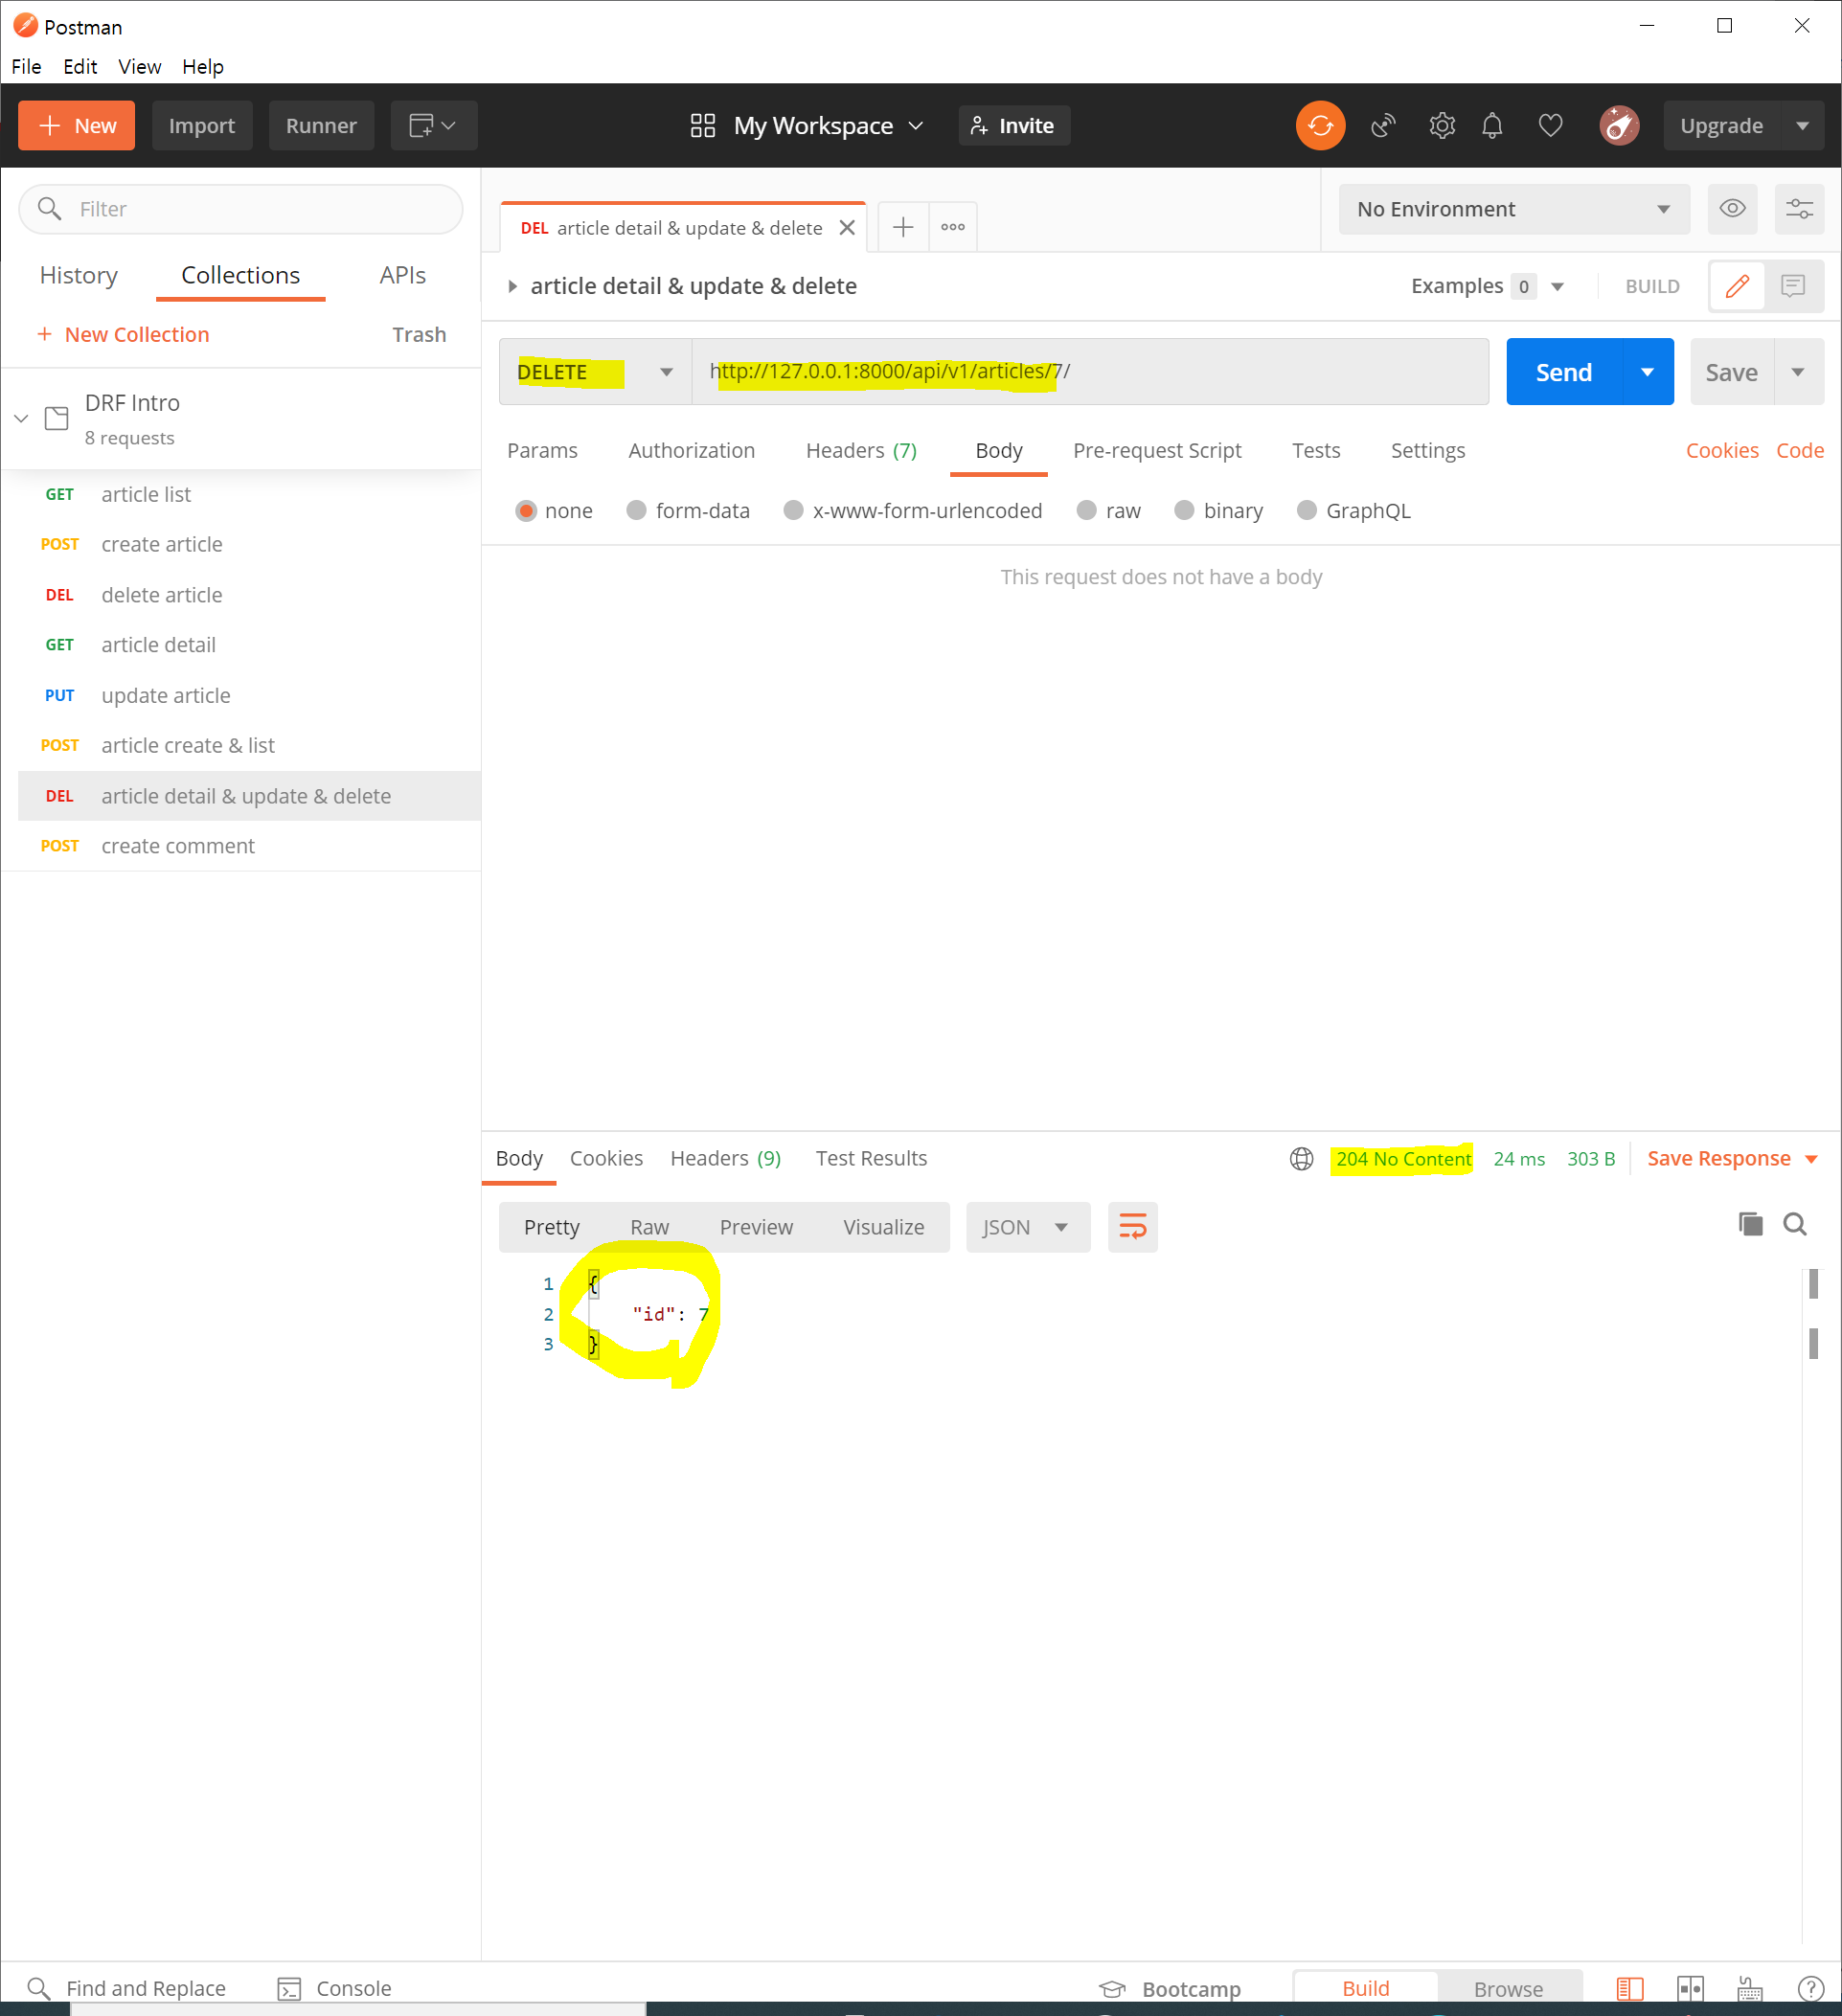 Postman
File Edit View Help
New Import Runner My Workspace Invite Upgrade
Filter
History Collections APIs
+ New Collection Trash
DRF Intro
8 requests
GET article list
POST create article
DEL delete article
GET article detail
PUT update article
POST article create & list
DEL article detail & update & delete
POST create comment
DEL article detail & update & delete
No Environment
article detail & update & delete Examples 0 BUILD
DELETE http://127.0.0.1:8000/api/v1/articles/7/ Send Save
Params Authorization Headers (7) Body Pre-request Script Tests Settings Cookies Code
none form-data x-www-form-urlencoded raw binary GraphQL
This request does not have a body
Body Cookies Headers (9) Test Results 204 No Content 24 ms 303 B Save Response
Pretty Raw Preview Visualize JSON
1 {
2 "id": 7
3 }
Find and Replace Console Bootcamp Build Browse